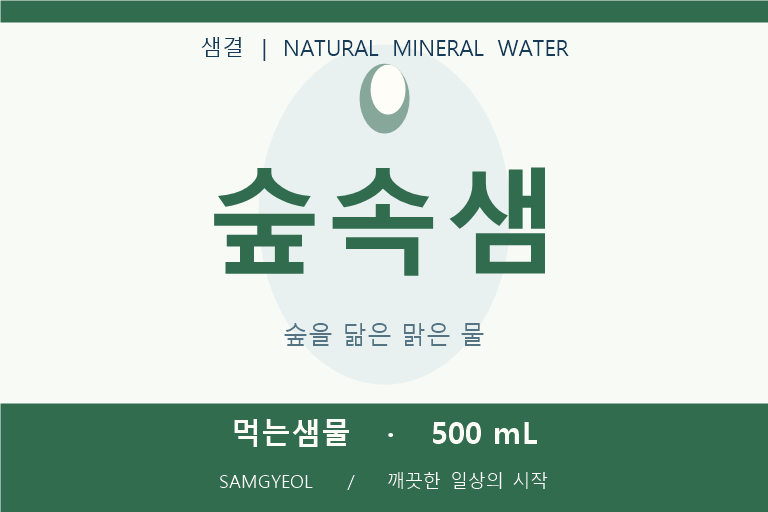 샘결 | NATURAL MINERAL WATER
숲속샘
숲을 닮은 맑은 물
먹는샘물 · 500 mL
SAMGYEOL / 깨끗한 일상의 시작